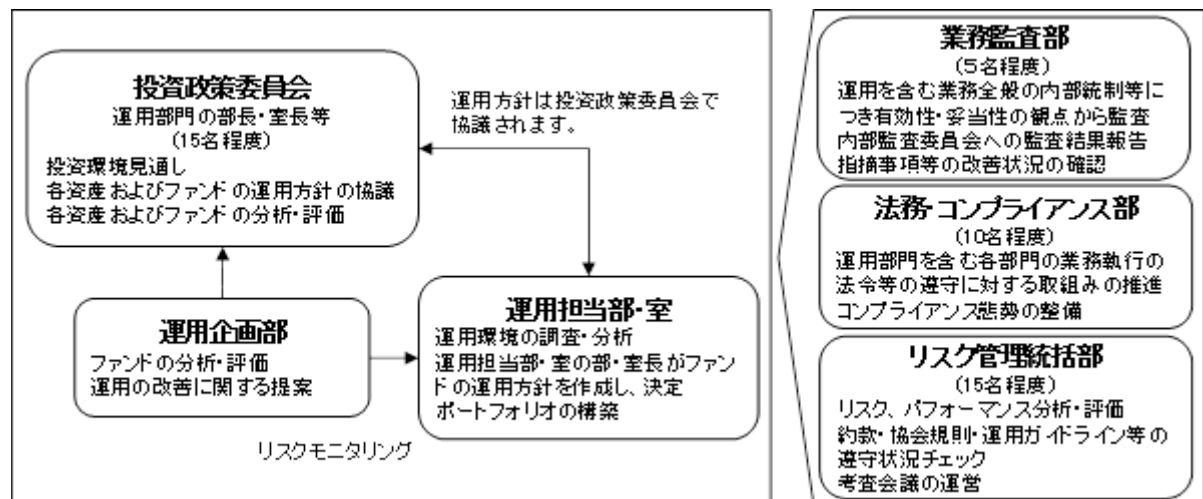 投資政策委員会
運用部門の部長・室長等
(15名程度)
投資環境見通し
各資産およびファンドの運用方針の協議
各資産およびファンドの分析・評価
運用方針は投資政策委員会で
協議されます。
運用企画部
ファンドの分析・評価
運用の改善に関する提案
運用担当部・室
運用環境の調査・分析
運用担当部・室の部・室長がファン
ドの運用方針を作成し、決定
ポートフォリオの構築
リスクモニタリング
業務監査部
(5名程度)
運用を含む業務全般の内部統制等に
つき有効性・妥当性の観点から監査
内部監査委員会への監査結果報告
指摘事項等の改善状況の確認
法務・コンプライアンス部
(10名程度)
運用部門を含む各部門の業務執行の
法令等の遵守に対する取組みの推進
コンプライアンス態勢の整備
リスク管理統括部
(15名程度)
リスク、パフォーマンス分析・評価
約款・協会規則・運用ガイドライン等の
遵守状況チェック
考査会議の運営